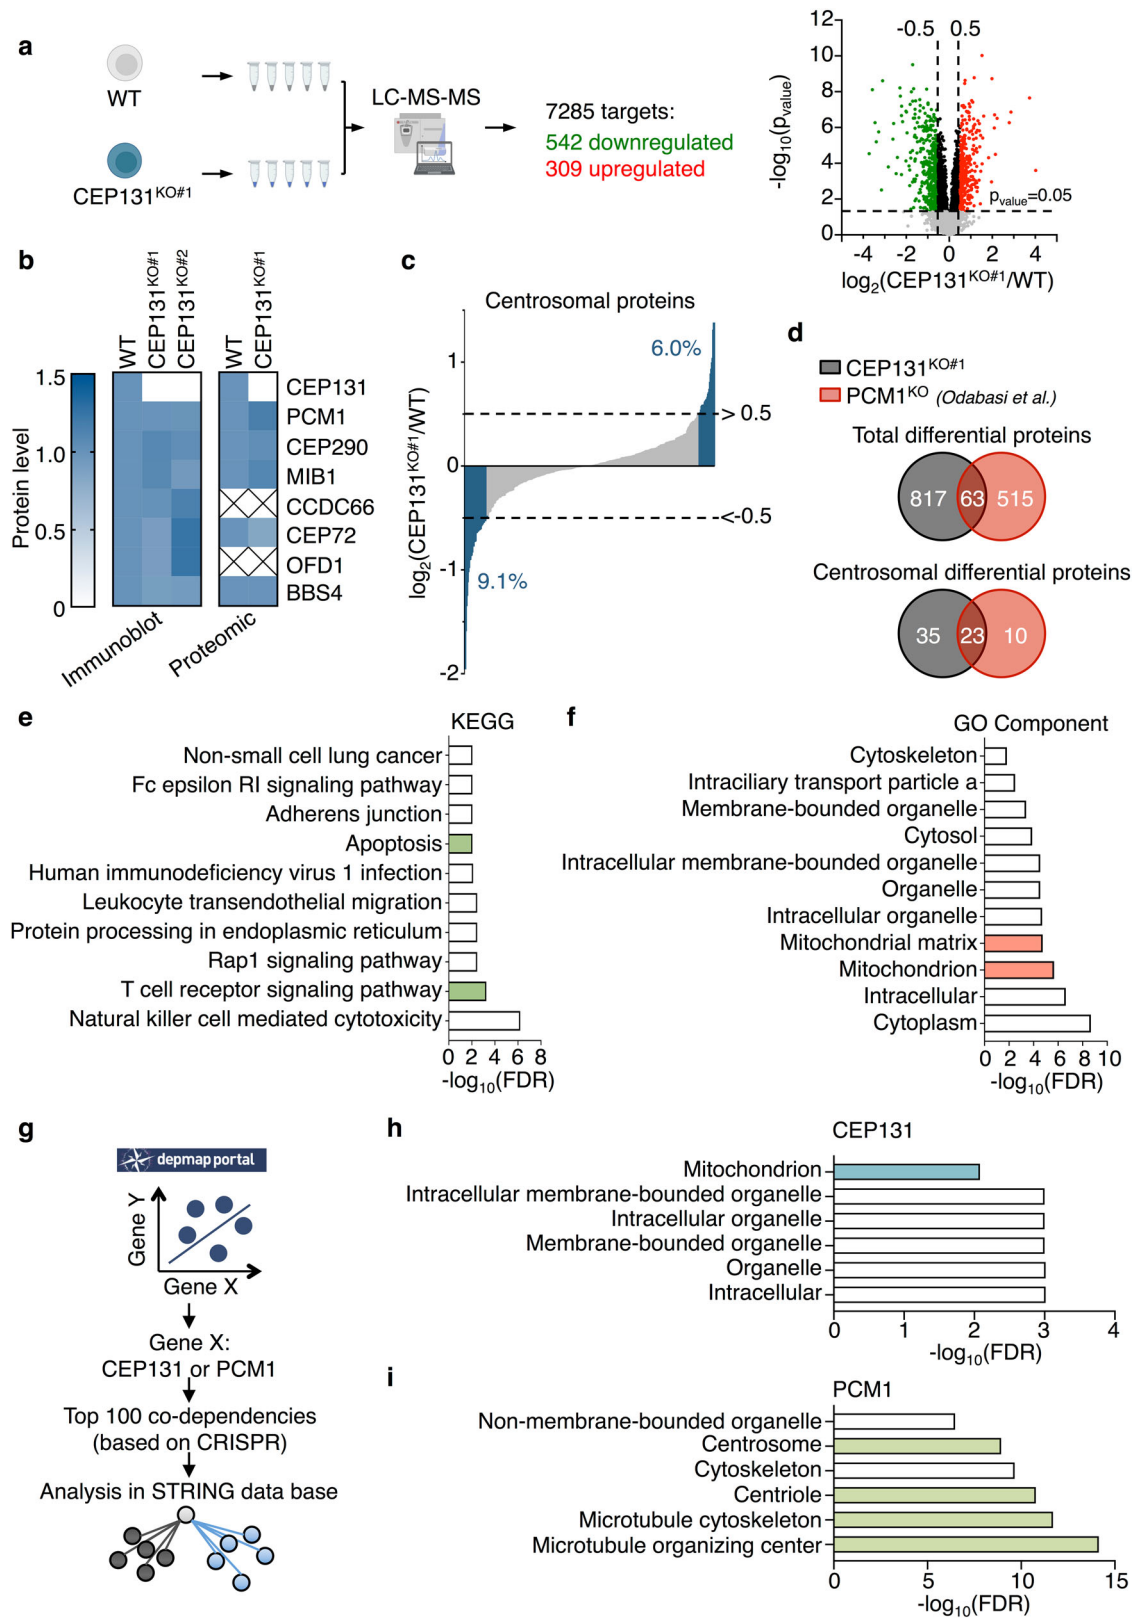 a
WT
CEP131KO#1
LC-MS-MS
7285 targets:
542 downregulated
309 upregulated
-0.5 0.5
12
10
8
6
4
2
0
-log10(pvalue)
pvalue=0.05
-4 -2 0 2 4
log2(CEP131KO#1/WT)
b
WT
CEP131KO#1
CEP131KO#2
WT
CEP131KO#1
1.5
1.0
0.5
0
Protein level
CEP131
PCM1
CEP290
MIB1
CCDC66
CEP72
OFD1
BBS4
Immunoblot
Proteomic
c
Centrosomal proteins
log2(CEP131KO#1/WT)
1
0
-1
-2
6.0%
> 0.5
<-0.5
9.1%
d
CEP131KO#1
PCM1KO (Odabasi et al.)
Total differential proteins
817 63 515
Centrosomal differential proteins
35 23 10
e
KEGG
Non-small cell lung cancer
Fc epsilon RI signaling pathway
Adherens junction
Apoptosis
Human immunodeficiency virus 1 infection
Leukocyte transendothelial migration
Protein processing in endoplasmic reticulum
Rap1 signaling pathway
T cell receptor signaling pathway
Natural killer cell mediated cytotoxicity
0 2 4 6 8
-log10(FDR)
f
GO Component
Cytoskeleton
Intraciliary transport particle a
Membrane-bounded organelle
Cytosol
Intracellular membrane-bounded organelle
Organelle
Intracellular organelle
Mitochondrial matrix
Mitochondrion
Intracellular
Cytoplasm
0 2 4 6 8 10
-log10(FDR)
g
depmap portal
Gene Y
Gene X
Gene X:
CEP131 or PCM1
Top 100 co-dependencies
(based on CRISPR)
Analysis in STRING data base
h
CEP131
Mitochondrion
Intracellular membrane-bounded organelle
Intracellular organelle
Membrane-bounded organelle
Organelle
Intracellular
0 1 2 3 4
-log10(FDR)
i
PCM1
Non-membrane-bounded organelle
Centrosome
Cytoskeleton
Centriole
Microtubule cytoskeleton
Microtubule organizing center
0 5 10 15
-log10(FDR)